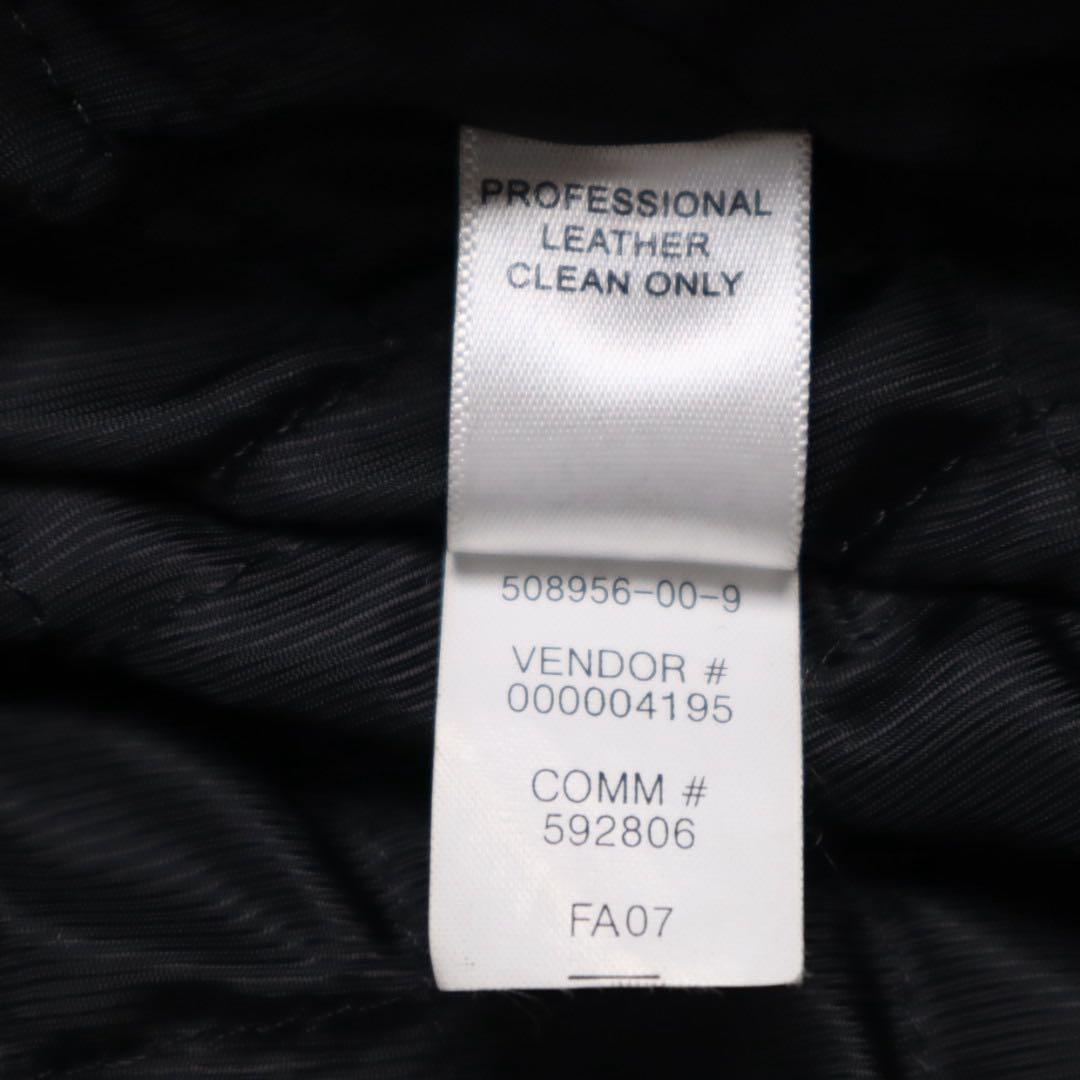 PROFESSIONAL
LEATHER
CLEAN ONLY
508956-00-9
VENDOR #
000004195
COMM #
592806
FA07